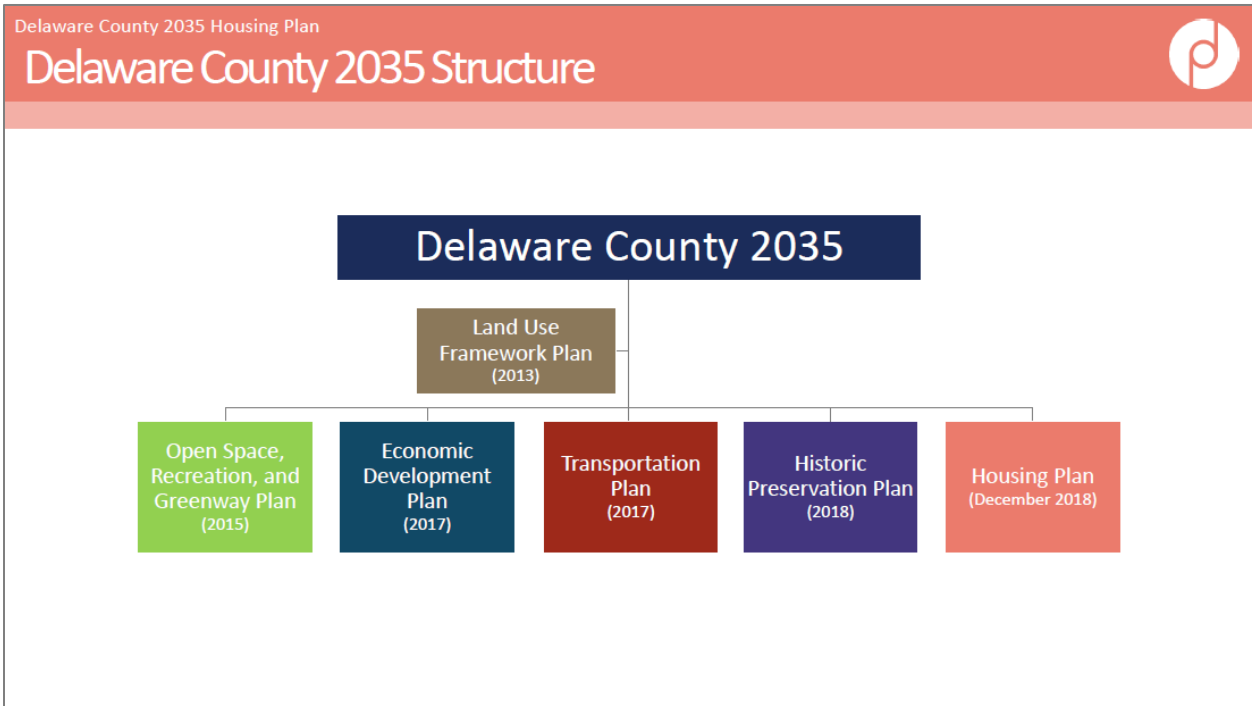 Delaware County 2035 Housing Plan
Delaware County 2035 Structure
Delaware County 2035
Land Use
Framework Plan
(2013)
Open Space,
Recreation, and
Greenway Plan
(2015)
Economic
Development
Plan
(2017)
Transportation
Plan
(2017)
Historic
Preservation Plan
(2018)
Housing Plan
(December 2018)